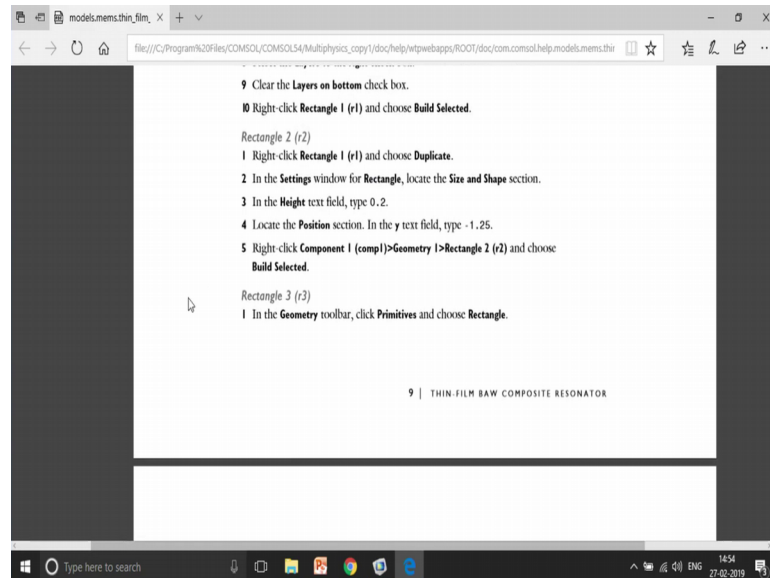 models.mems.thin_film_
file:///C:/Program%20Files/COMSOL/COMSOL54/Multiphysics_copy1/doc/help/wtpwebapps/ROOT/doc/com.comsol.help.models.mems.thir
9 Clear the Layers on bottom check box.
10 Right-click Rectangle 1 (r1) and choose Build Selected.
Rectangle 2 (r2)
1 Right-click Rectangle 1 (r1) and choose Duplicate.
2 In the Settings window for Rectangle, locate the Size and Shape section.
3 In the Height text field, type 0.2.
4 Locate the Position section. In the y text field, type -1.25.
5 Right-click Component 1 (comp1)>Geometry 1>Rectangle 2 (r2) and choose
Build Selected.
Rectangle 3 (r3)
1 In the Geometry toolbar, click Primitives and choose Rectangle.
9 | THIN-FILM BAW COMPOSITE RESONATOR
Type here to search
ENG
14:54
27-02-2019